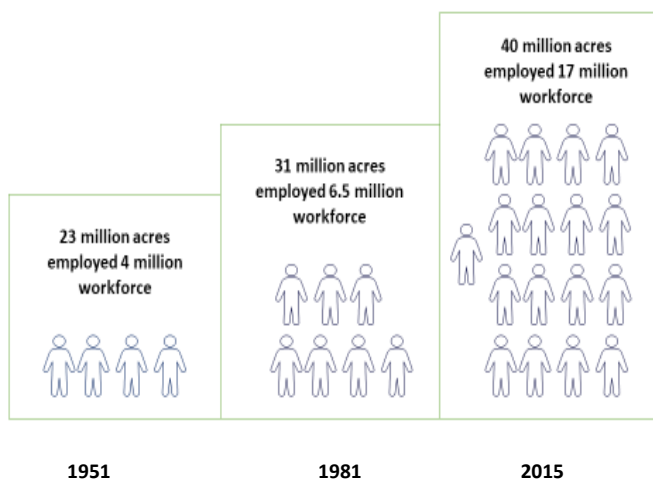 40 million acres
employed 17 million
workforce
31 million acres
employed 6.5 million
workforce
23 million acres
employed 4 million
workforce
1951
1981
2015